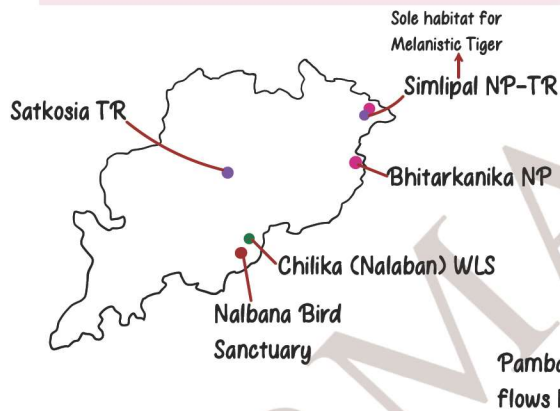 Sole habitat for
Melanistic Tiger
Simlipal NP-TR
Satkosia TR
Bhitarkanika NP
Chilika (Nalaban) WLS
Nalbana Bird
Sanctuary
flows